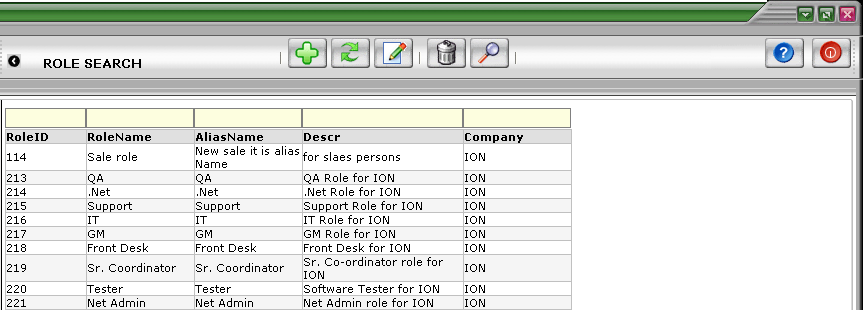 ROLE SEARCH
RoleID RoleName AliasName Descr Company
114 Sale role New sale it is alias Name for slaes persons ION
213 QA QA QA Role for ION ION
214 .Net .Net .Net Role for ION ION
215 Support Support Support Role for ION ION
216 IT IT IT Role for ION ION
217 GM GM GM Role for ION ION
218 Front Desk Front Desk Front Desk for ION ION
219 Sr. Coordinator Sr. Coordinator Sr. Co-ordinator role for ION ION
220 Tester Tester Software Tester for ION ION
221 Net Admin Net Admin Net Admin role for ION ION